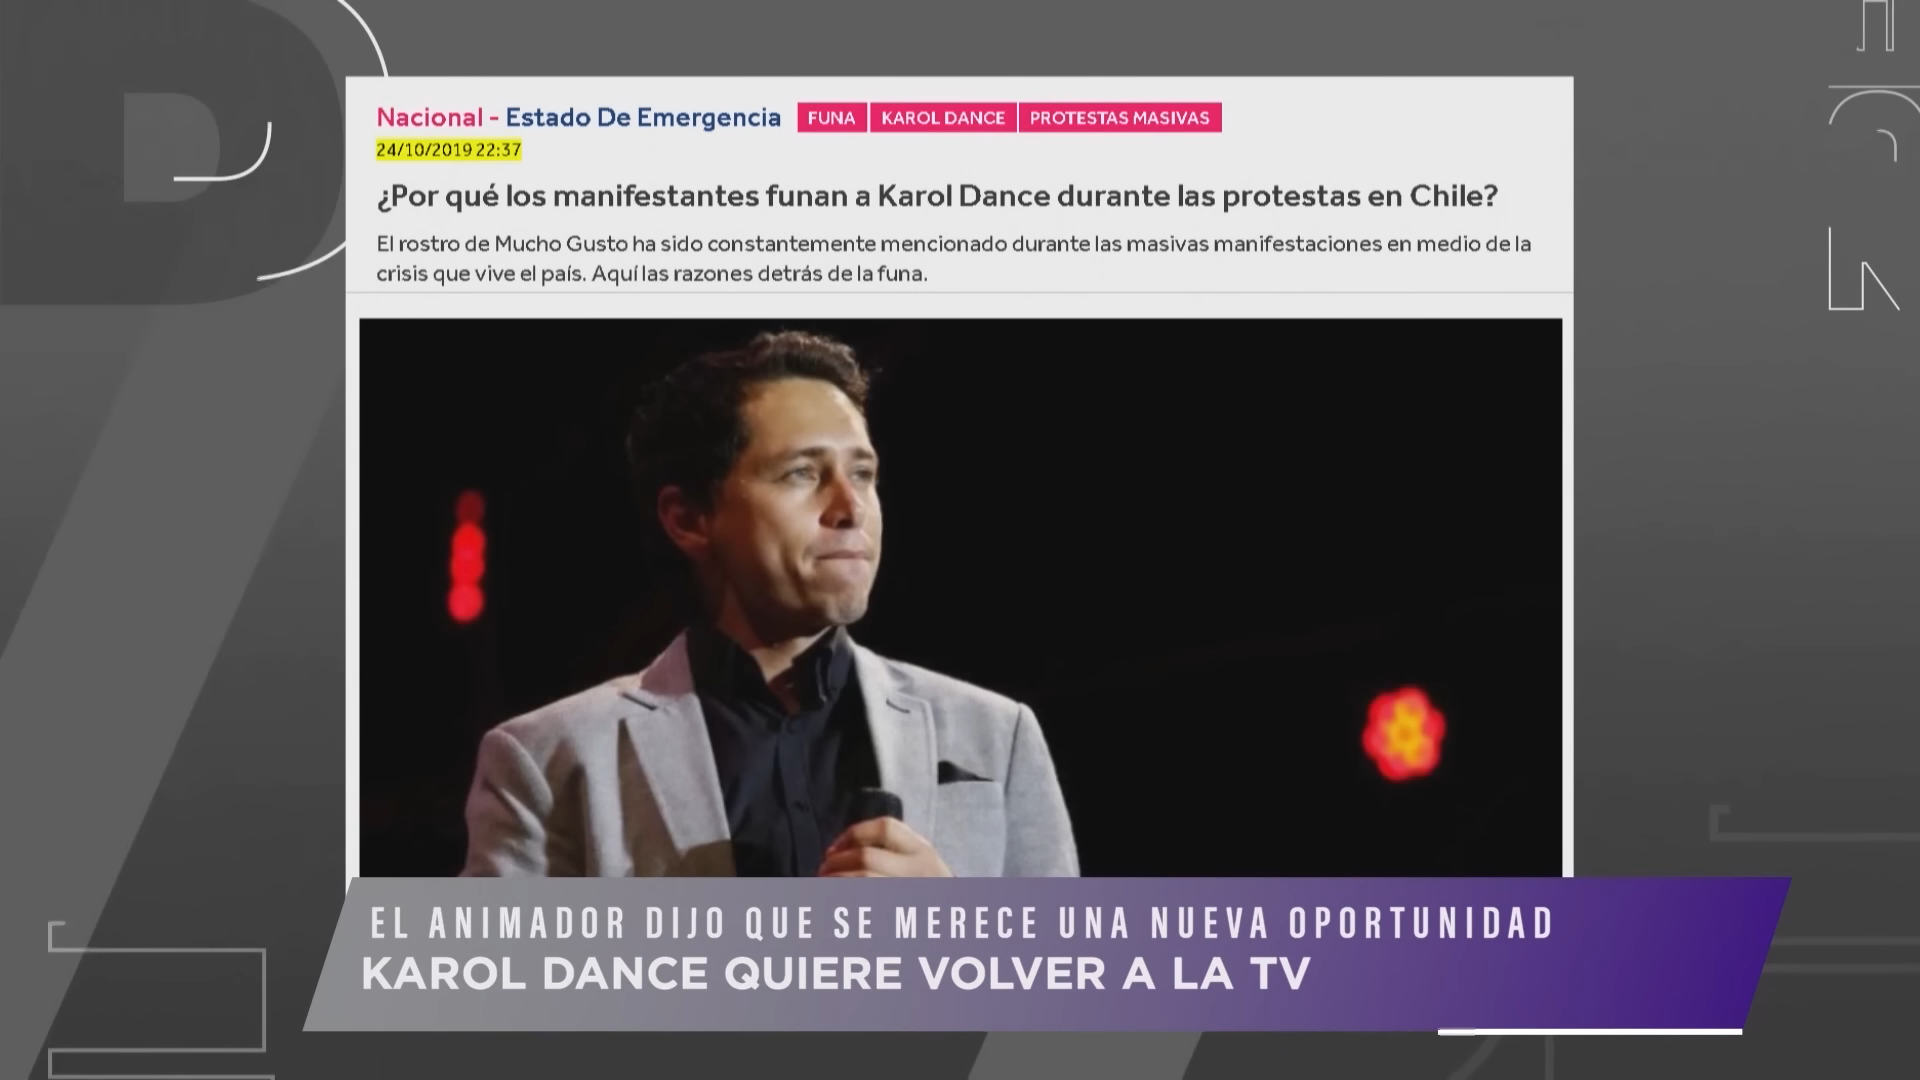 Nacional - Estado De Emergencia FUNA KAROL DANCE PROTESTAS MASIVAS
24/10/2019 22:37
¿Por qué los manifestantes funan a Karol Dance durante las protestas en Chile?
El rostro de Mucho Gusto ha sido constantemente mencionado durante las masivas manifestaciones en medio de la
crisis que vive el país. Aquí las razones detrás de la funa.
EL ANIMADOR DIJO QUE SE MERECE UNA NUEVA OPORTUNIDAD
KAROL DANCE QUIERE VOLVER A LA TV